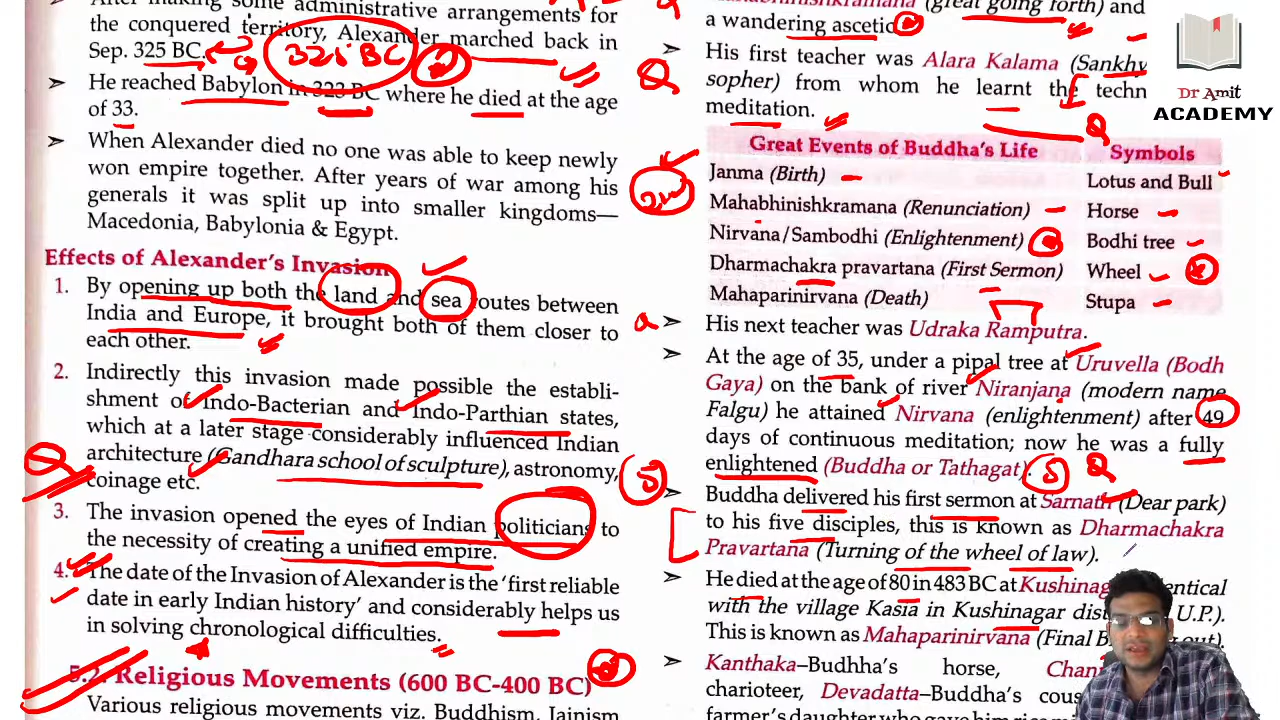 After making some administrative arrangements for
the conquered territory, Alexander marched back in
Sep. 325 BC.
325 BC
➤ He reached Babylon in 323 BC where he died at the age
of 33.
➤ When Alexander died no one was able to keep newly
won empire together. After years of war among his
generals it was split up into smaller kingdoms—
Macedonia, Babylonia & Egypt.
Effects of Alexander's Invasion
1. By opening up both the land and sea routes between
India and Europe, it brought both of them closer to
each other.
2. Indirectly this invasion made possible the establi-
shment of Indo-Bacterian and Indo-Parthian states,
which at a later stage considerably influenced Indian
architecture (Gandhara school of sculpture), astronomy,
coinage etc.
3. The invasion opened the eyes of Indian politicians to
the necessity of creating a unified empire.
4. The date of the Invasion of Alexander is the 'first reliable
date in early Indian history' and considerably helps us
in solving chronological difficulties.
5.2. Religious Movements (600 BC-400 BC)
Various religious movements viz. Buddhism, Jainism
(great going forth) and
a wandering ascetic
➤ His first teacher was Alara Kalama (Sankhy
sopher) from whom he learnt the techn
meditation.
Great Events of Buddha's Life Symbols
Janma (Birth) Lotus and Bull
Mahabhinishkramana (Renunciation) Horse
Nirvana/Sambodhi (Enlightenment) Bodhi tree
Dharmachakra pravartana (First Sermon) Wheel
Mahaparinirvana (Death) Stupa
➤ His next teacher was Udraka Ramputra.
➤ At the age of 35, under a pipal tree at Uruvella (Bodh
Gaya) on the bank of river Niranjana (modern name
Falgu) he attained Nirvana (enlightenment) after 49
days of continuous meditation; now he was a fully
enlightened (Buddha or Tathagat).
➤ Buddha delivered his first sermon at Sarnath (Dear park)
to his five disciples, this is known as Dharmachakra
Pravartana (Turning of the wheel of law).
➤ He died at the age of 80 in 483 BC at Kushinag entical
with the village Kasia in Kushinagar dist U.P.).
This is known as Mahaparinirvana (Final B out).
➤ Kanthaka–Budhha's horse, Chan
charioteer, Devadatta–Buddha's cous
farmer's daughter who gave him rice
Dr Amit
ACADEMY